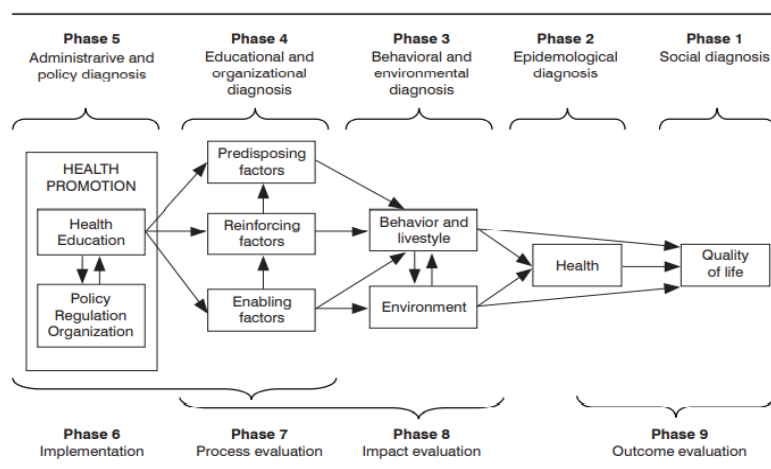 Phase 5
Administrarive and
policy diagnosis
Phase 4
Educational and
organizational
diagnosis
Phase 3
Behavioral and
environmental
diagnosis
Phase 2
Epidemological
diagnosis
Phase 1
Social diagnosis
HEALTH
PROMOTION
Health
Education
Policy
Regulation
Organization
Predisposing
factors
Reinforcing
factors
Enabling
factors
Behavior and
livestyle
Environment
Health
Quality
of life
Phase 6
Implementation
Phase 7
Process evaluation
Phase 8
Impact evaluation
Phase 9
Outcome evaluation